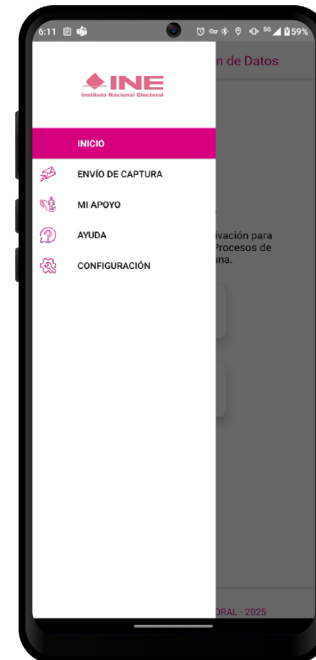 6:11
5G
59%
n de Datos
INE
Instituto Nacional Electoral
INICIO
ENVÍO DE CAPTURA
MI APOYO
AYUDA
CONFIGURACIÓN
ivación para
Procesos de
ana.
ORAL - 2025